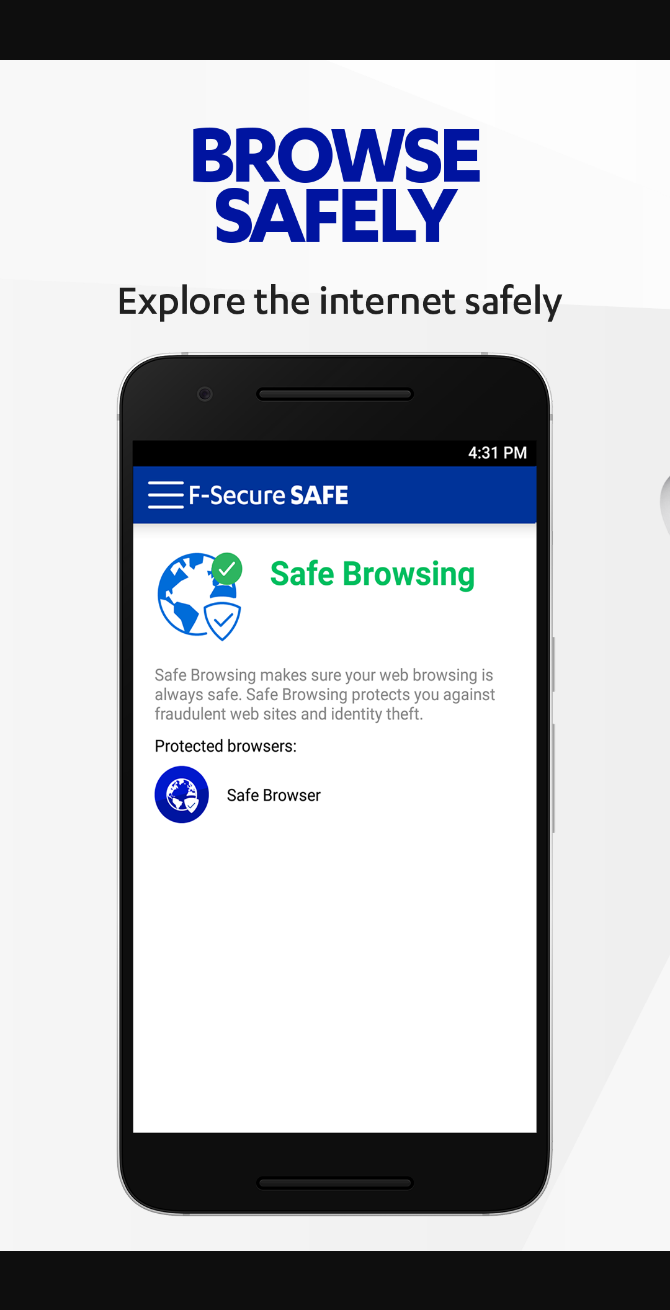 BROWSE
SAFELY
Explore the internet safely
4:31 PM
F-Secure SAFE
Safe Browsing
Safe Browsing makes sure your web browsing is
always safe. Safe Browsing protects you against
fraudulent web sites and identity theft.
Protected browsers:
Safe Browser